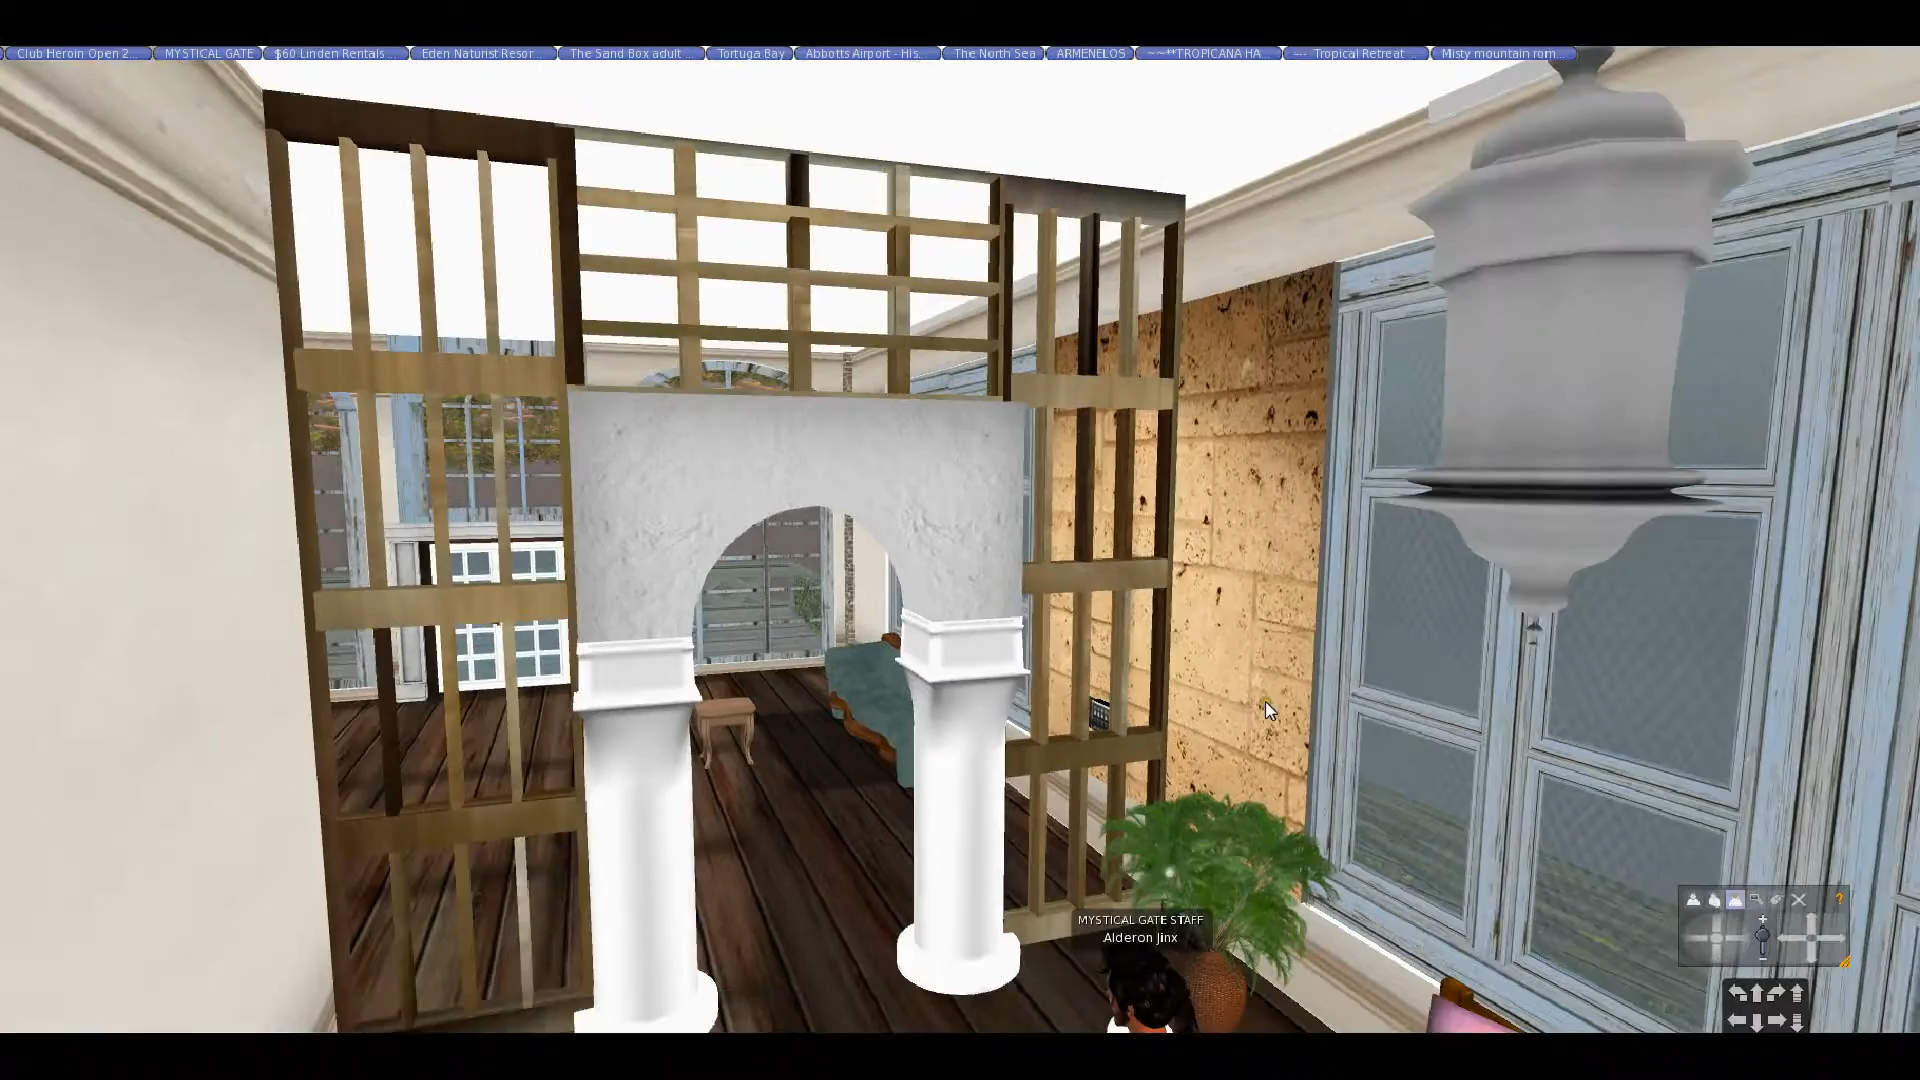 Club Heroin Open 2...
MYSTICAL GATE
$60 Linden Rentals ...
Eden Naturist Resor...
The Sand Box adult ...
Tortuga Bay
Abbotts Airport - His...
The North Sea
ARMENELOS
~~**TROPICANA HA...
--- Tropical Retreat ...
Misty mountain rom...
MYSTICAL GATE STAFF
Alderon Jinx
?